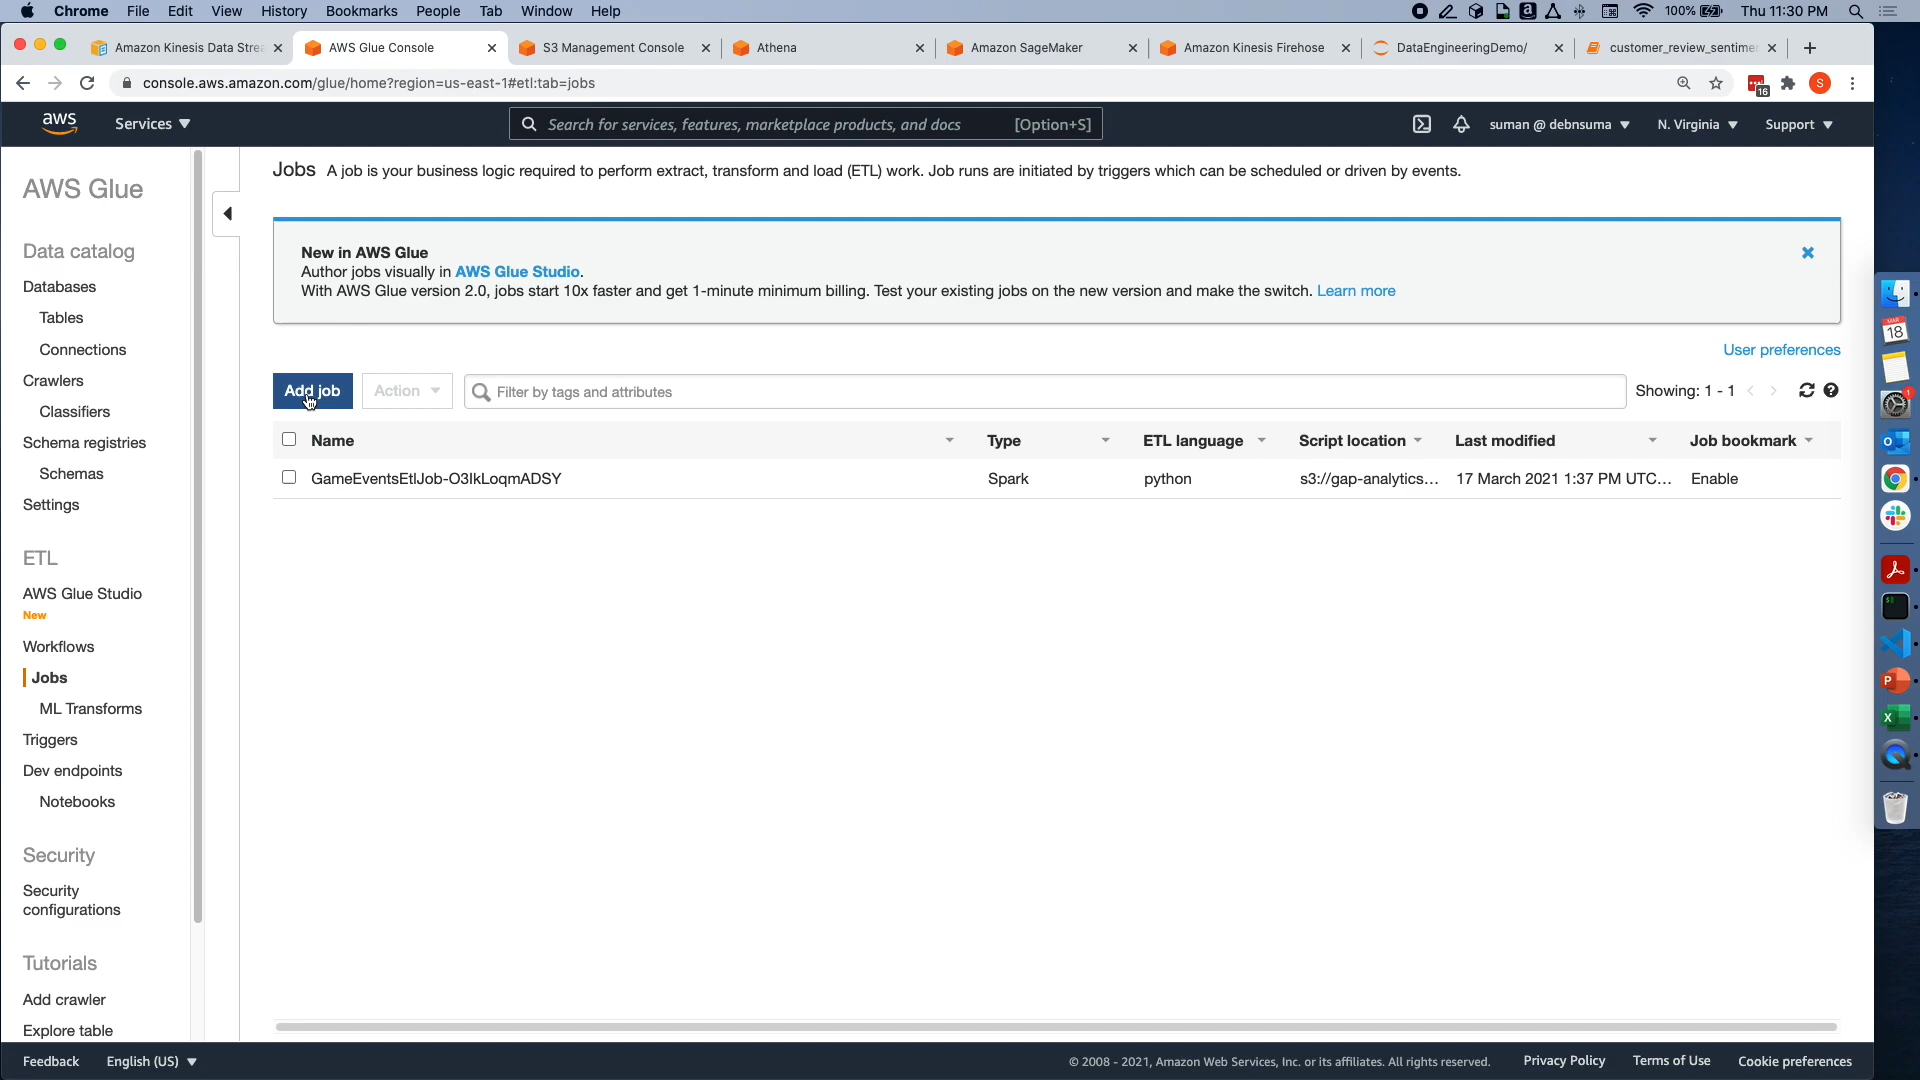 Chrome File Edit View History Bookmarks People Tab Window Help 100% Thu 11:30 PM
Amazon Kinesis Data Strea AWS Glue Console S3 Management Console Athena Amazon SageMaker Amazon Kinesis Firehose DataEngineeringDemo/ customer_review_sentime
console.aws.amazon.com/glue/home?region=us-east-1#etl:tab=jobs 16 S
aws Services Search for services, features, marketplace products, and docs [Option+S] suman @ debnsuma N. Virginia Support
AWS Glue
Data catalog
Databases
Tables
Connections
Crawlers
Classifiers
Schema registries
Schemas
Settings
ETL
AWS Glue Studio
New
Workflows
Jobs
ML Transforms
Triggers
Dev endpoints
Notebooks
Security
Security
configurations
Tutorials
Add crawler
Explore table
Jobs A job is your business logic required to perform extract, transform and load (ETL) work. Job runs are initiated by triggers which can be scheduled or driven by events.
New in AWS Glue
Author jobs visually in AWS Glue Studio.
With AWS Glue version 2.0, jobs start 10x faster and get 1-minute minimum billing. Test your existing jobs on the new version and make the switch. Learn more
User preferences
Add job Action Filter by tags and attributes Showing: 1 - 1
Name Type ETL language Script location Last modified Job bookmark
GameEventsEtlJob-O3IkLoqmADSY Spark python s3://gap-analytics... 17 March 2021 1:37 PM UTC... Enable
MAR
18
1
Feedback English (US) © 2008 - 2021, Amazon Web Services, Inc. or its affiliates. All rights reserved. Privacy Policy Terms of Use Cookie preferences